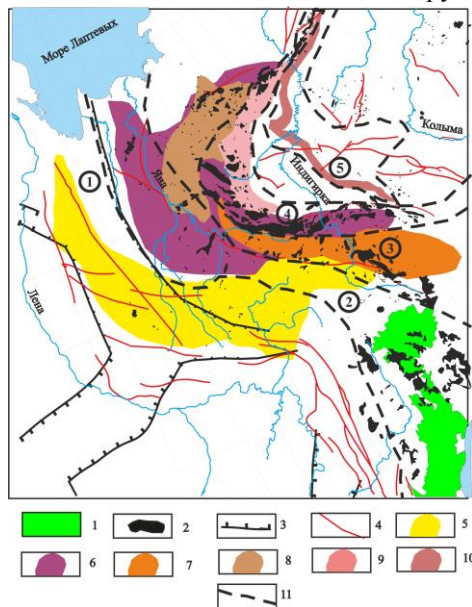 ру
Море Лаптевых
Колыма
Яна
Индигирка
Лена
1
2
3
4
5
1 2 3 4 5
6 7 8 9 10
11